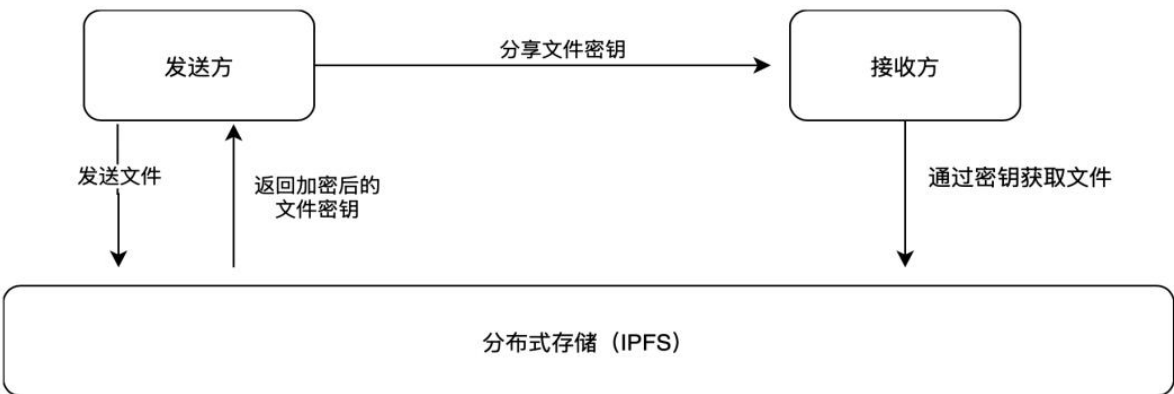 发送方
分享文件密钥
接收方
发送文件
返回加密后的
文件密钥
通过密钥获取文件
分布式存储（IPFS）